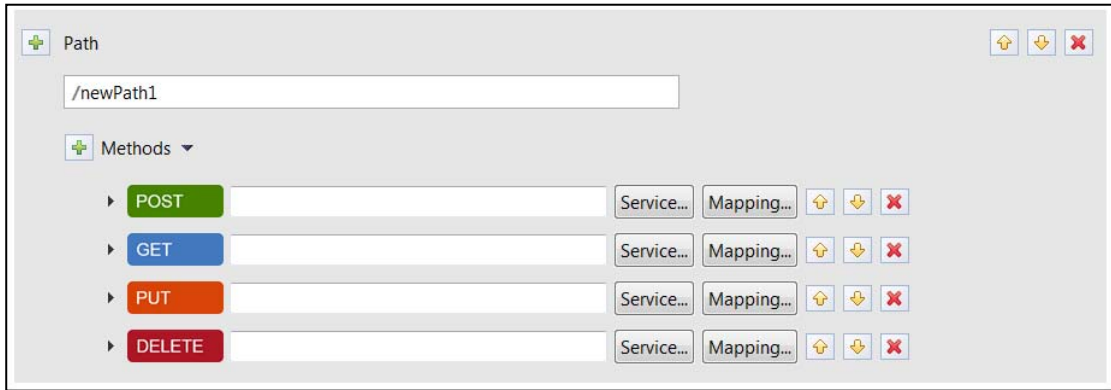 Path
/newPath1
Methods
POST Service... Mapping...
GET Service... Mapping...
PUT Service... Mapping...
DELETE Service... Mapping...